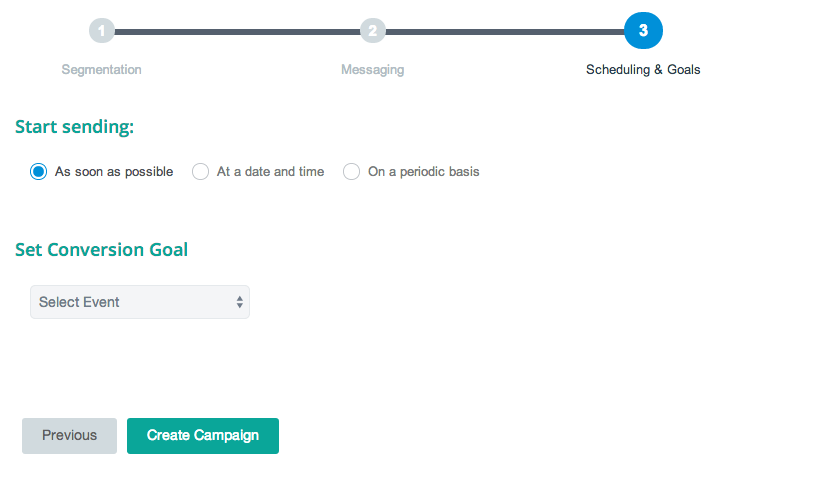 1 2 3
Segmentation Messaging Scheduling & Goals
Start sending:
As soon as possible At a date and time On a periodic basis
Set Conversion Goal
Select Event
Previous Create Campaign